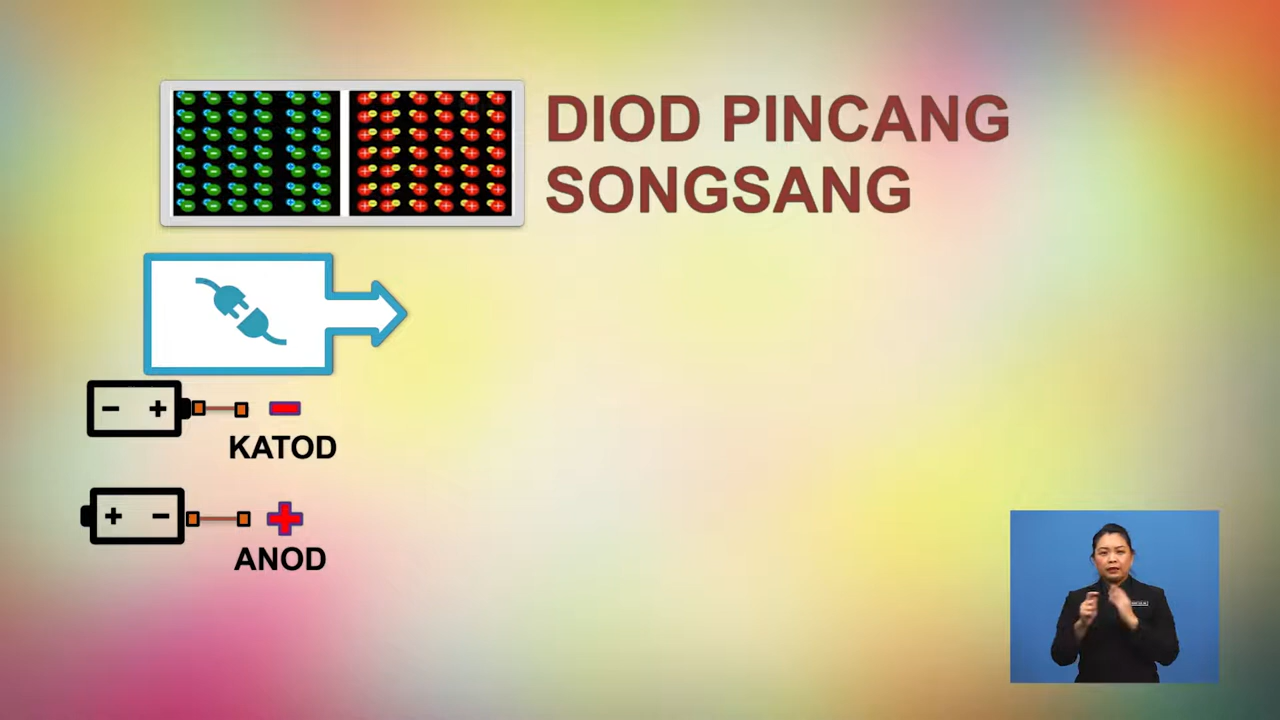 DIOD PINCANG
SONGSANG
− +
KATOD
+ −
ANOD